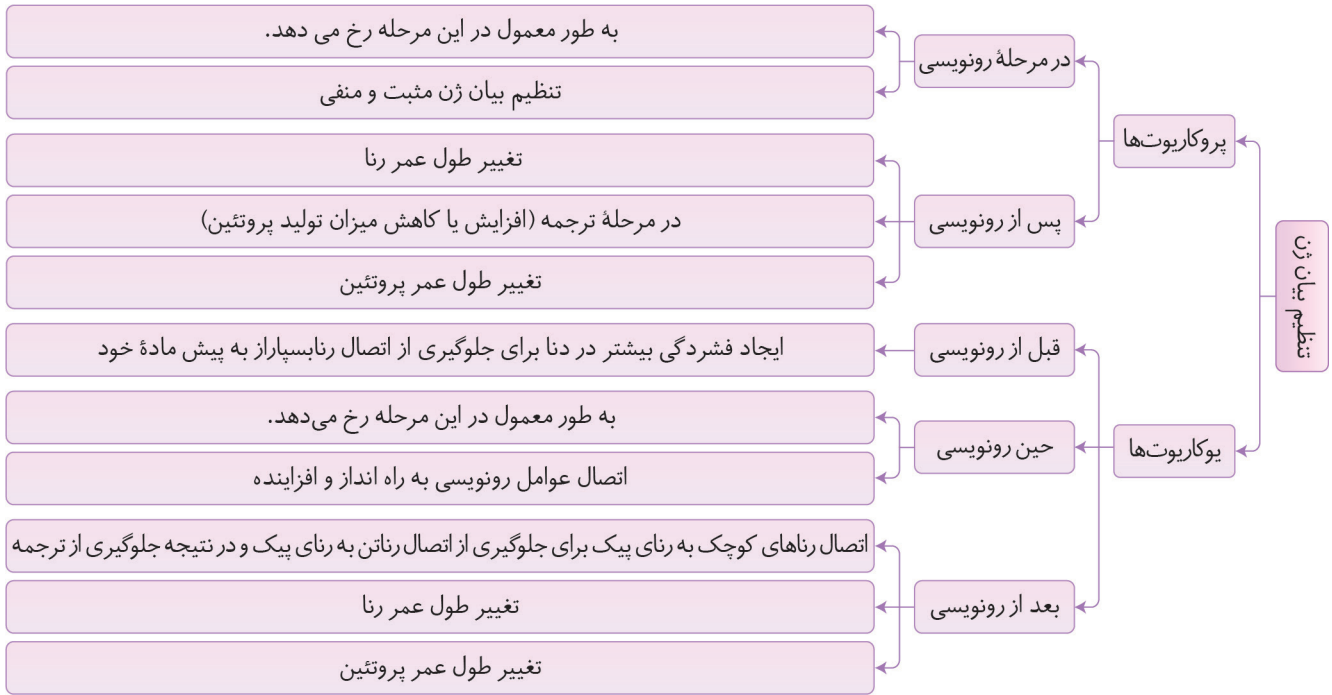 تنظیم بیان ژن
پروکاریوت‌ها
در مرحلهٔ رونویسی
به طور معمول در این مرحله رخ می دهد.
تنظیم بیان ژن مثبت و منفی
پس از رونویسی
تغییر طول عمر رنا
در مرحلهٔ ترجمه (افزایش یا کاهش میزان تولید پروتئین)
تغییر طول عمر پروتئین
یوکاریوت‌ها
قبل از رونویسی
ایجاد فشردگی بیشتر در دنا برای جلوگیری از اتصال رنابسپاراز به پیش مادهٔ خود
حین رونویسی
به طور معمول در این مرحله رخ می‌دهد.
اتصال عوامل رونویسی به راه انداز و افزاینده
بعد از رونویسی
اتصال رناهای کوچک به رنای پیک برای جلوگیری از اتصال رناتن به رنای پیک و در نتیجه جلوگیری از ترجمه
تغییر طول عمر رنا
تغییر طول عمر پروتئین